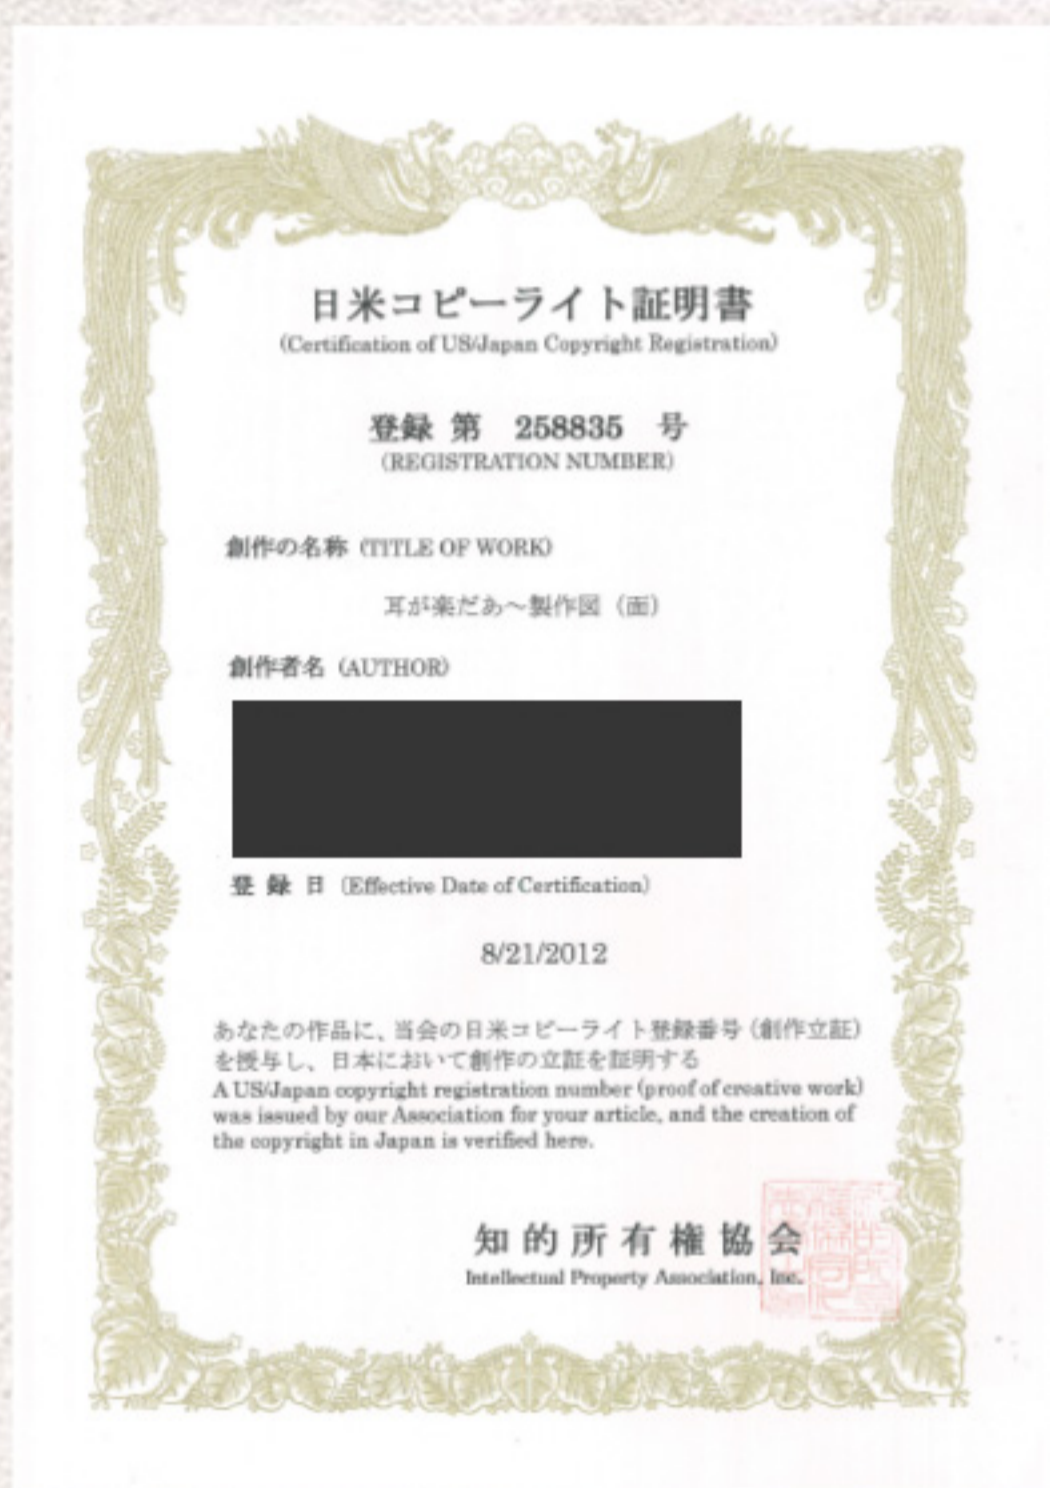 日米コピーライト証明書
(Certification of US/Japan Copyright Registration)
登録 第 258835 号
(REGISTRATION NUMBER)
創作の名称 (TITLE OF WORK)
耳が楽だあ～製作図（面）
創作者名 (AUTHOR)
登 録 日 (Effective Date of Certification)
8/21/2012
あなたの作品に、当会の日米コピーライト登録番号（創作立証）
を授与し、日本において創作の立証を証明する
A US/Japan copyright registration number (proof of creative work)
was issued by our Association for your article, and the creation of
the copyright in Japan is verified here.
知的所有権協会
Intellectual Property Association, Inc.